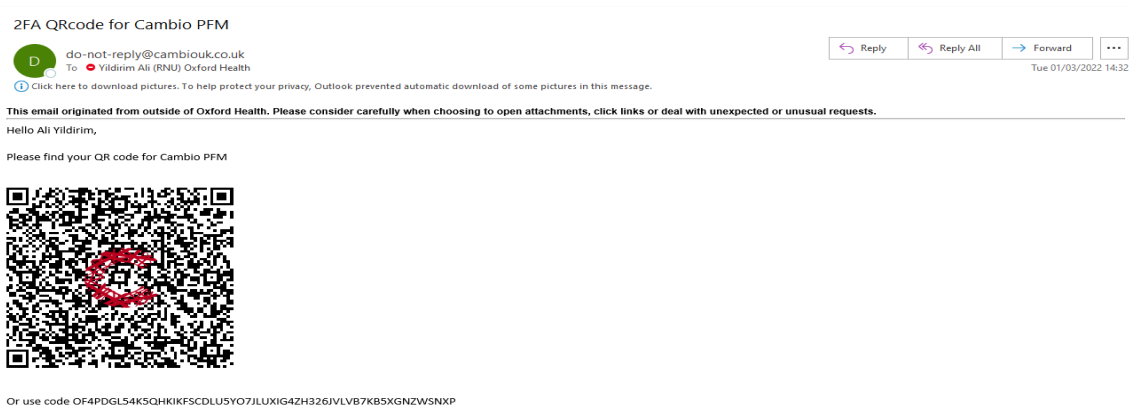 2FA QRcode for Cambio PFM
D
do-not-reply@cambiouk.co.uk
To Yildirim Ali (RNU) Oxford Health
Reply
Reply All
Forward
Tue 01/03/2022 14:32
Click here to download pictures. To help protect your privacy, Outlook prevented automatic download of some pictures in this message.
This email originated from outside of Oxford Health. Please consider carefully when choosing to open attachments, click links or deal with unexpected or unusual requests.
Hello Ali Yildirim,
Please find your QR code for Cambio PFM
Or use code OF4PDGL54K5QHKIKFSCDLU5YO7JLUXIG4ZH326JVLVB7KB5XGNZWSNXP